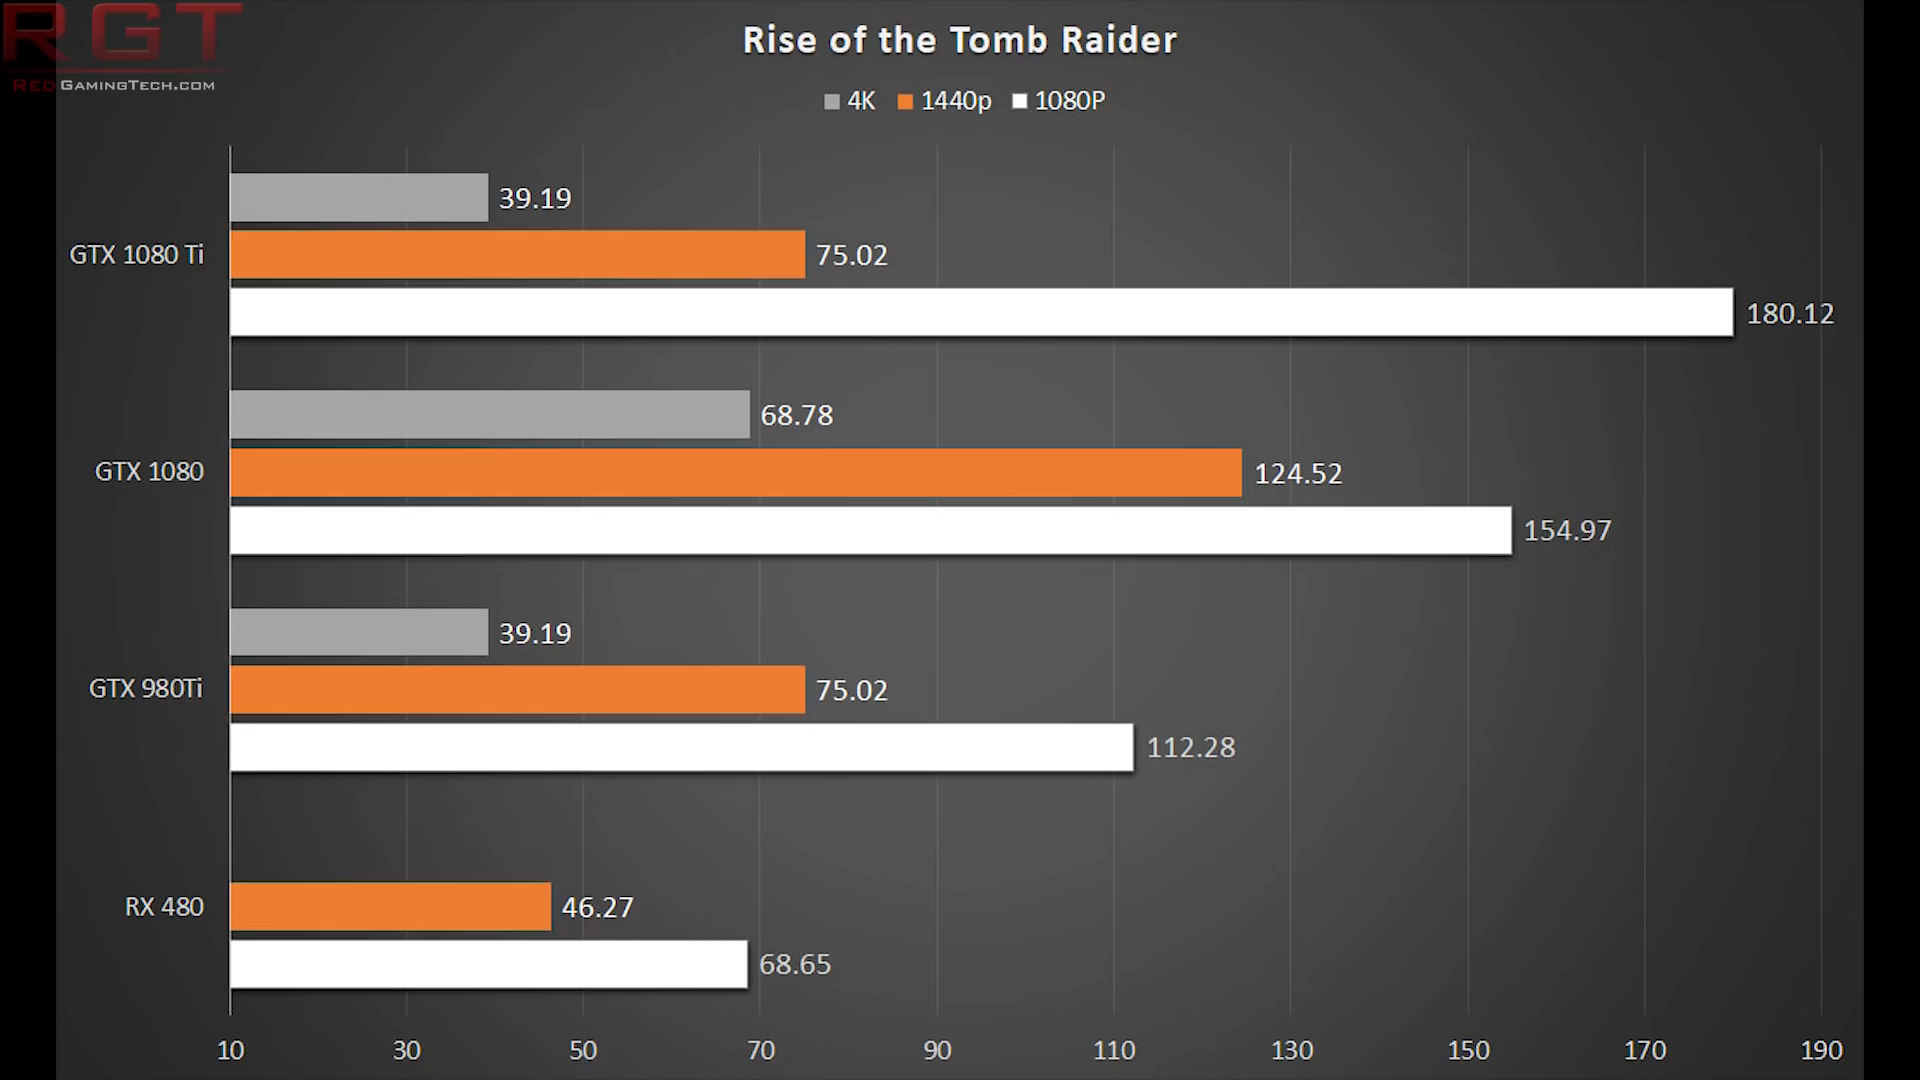 RGT
REDGAMINGTECH.COM
Rise of the Tomb Raider
4K 1440p 1080P
39.19
GTX 1080 Ti 75.02
180.12
68.78
GTX 1080 124.52
154.97
39.19
GTX 980Ti 75.02
112.28
RX 480 46.27
68.65
10 30 50 70 90 110 130 150 170 190